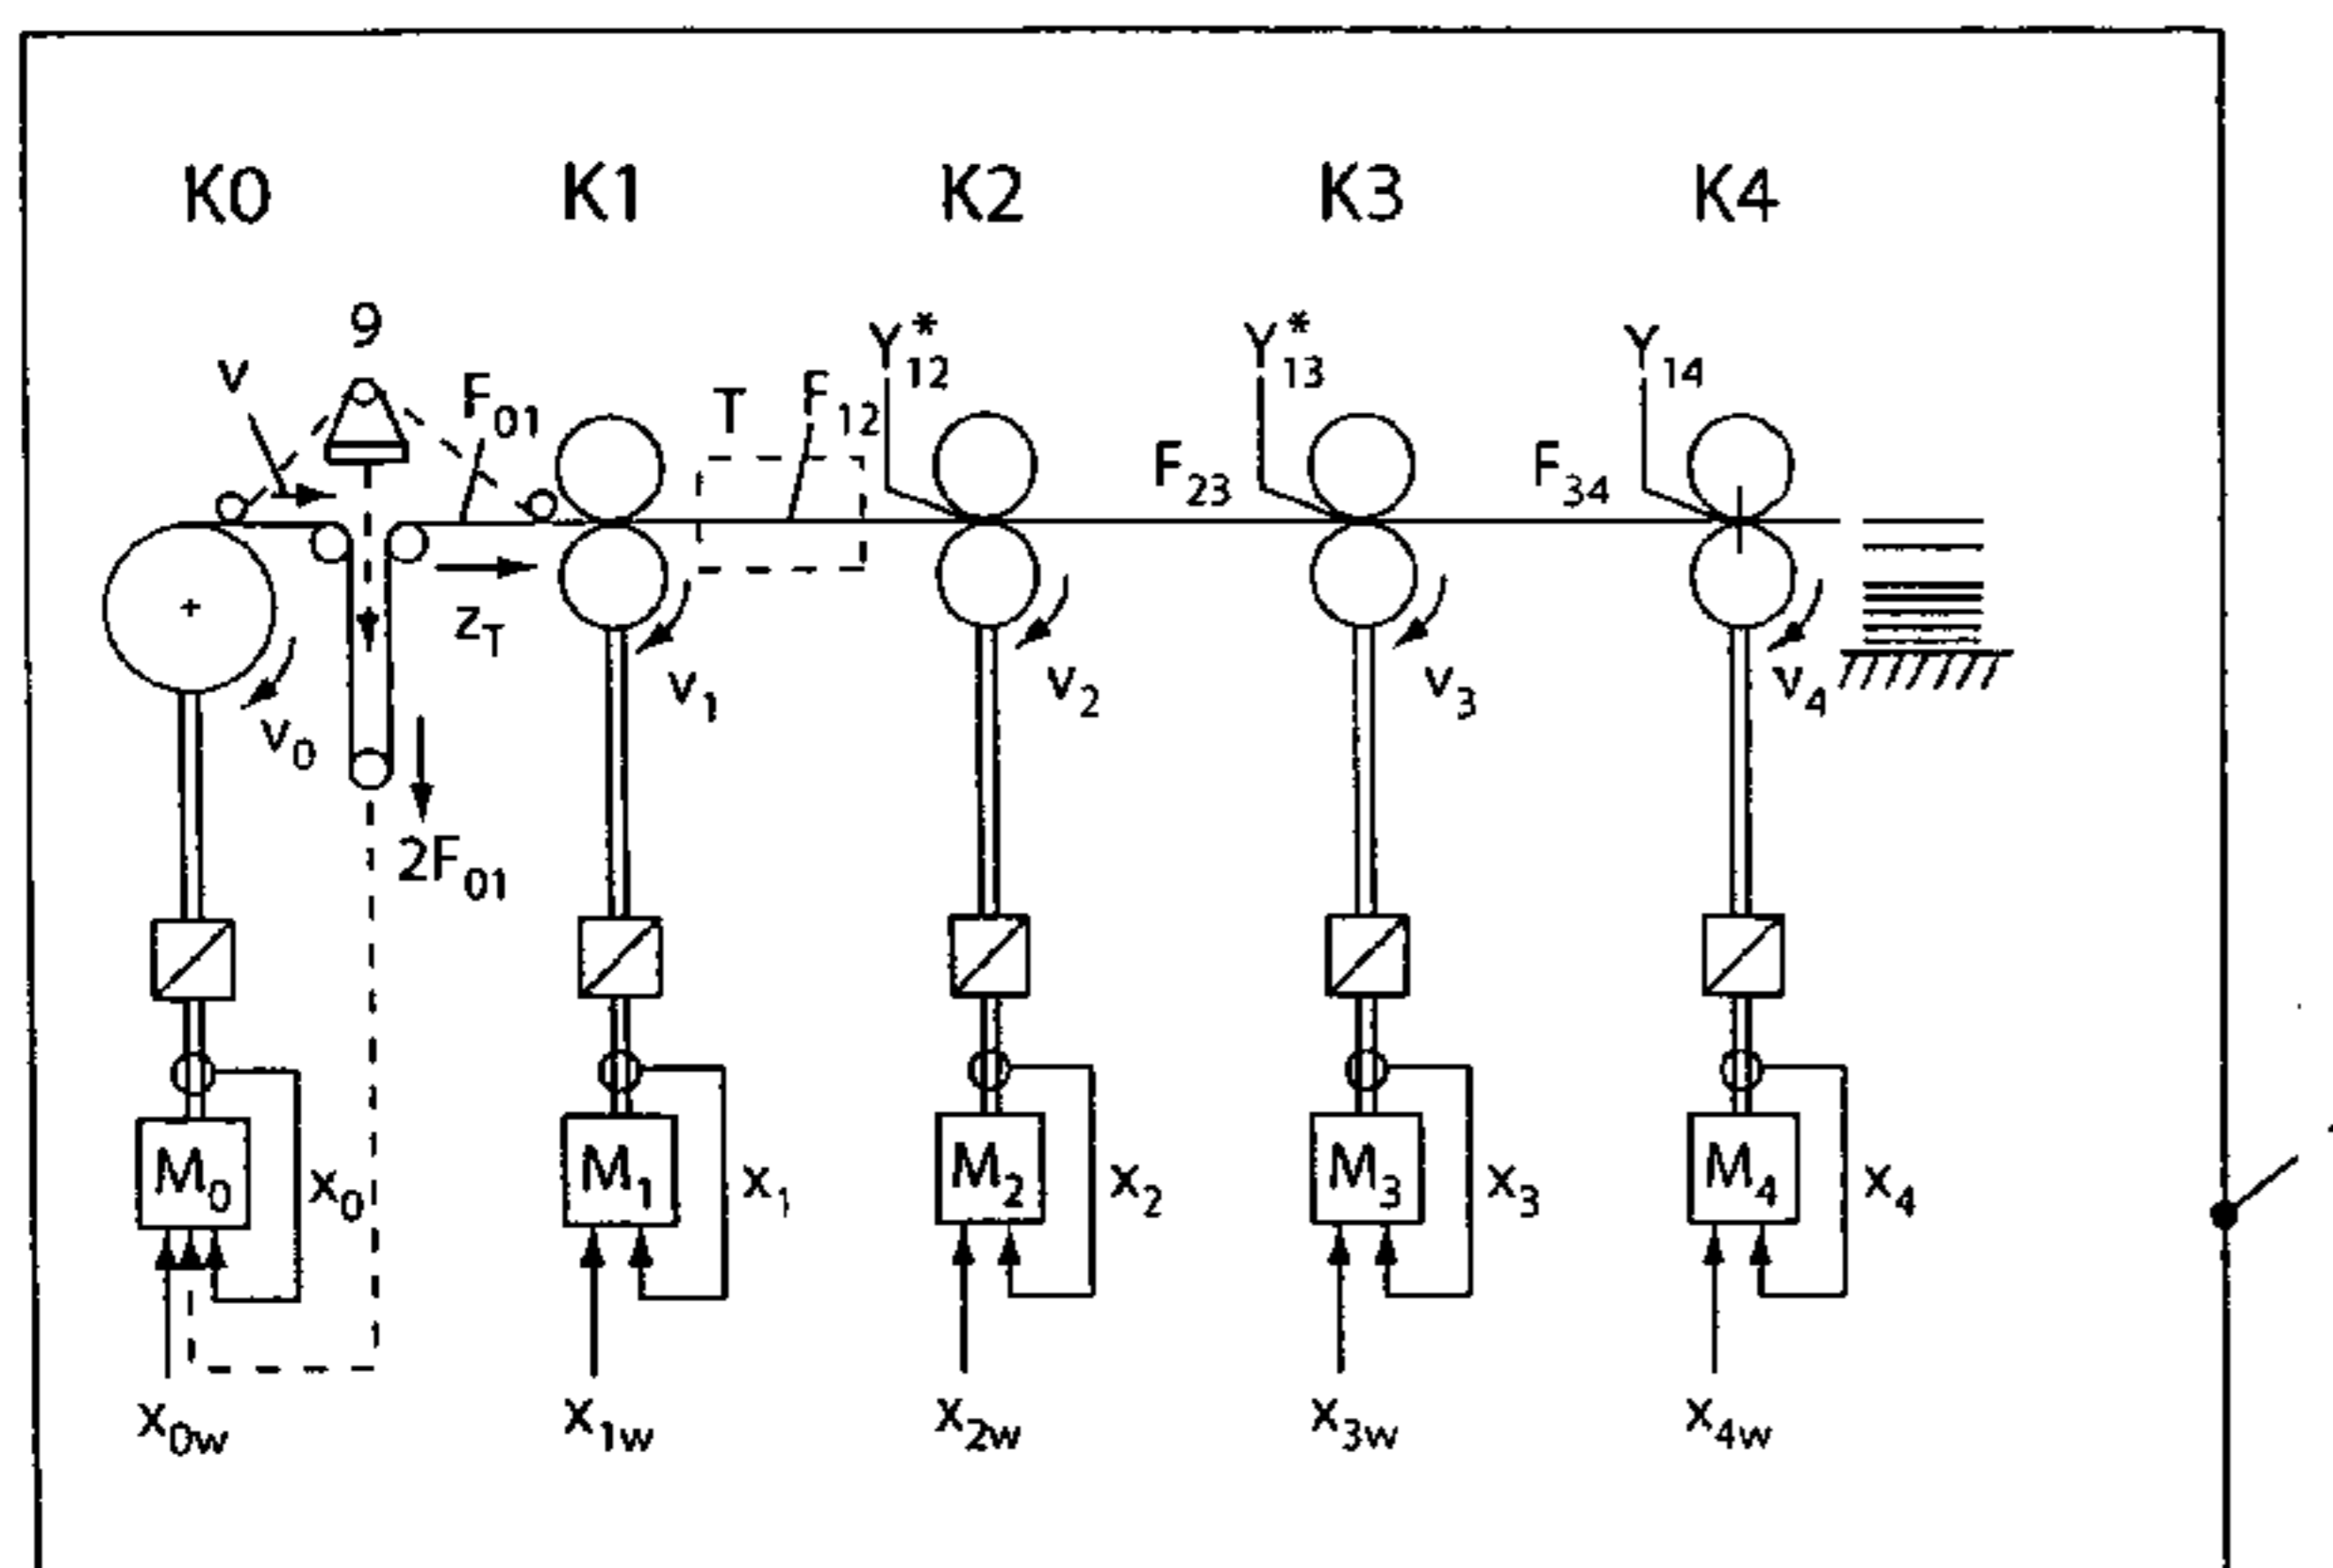 K0 K1 K2 K3 K4
9
v F₀₁ T F₁₂ Y*₁₂ Y*₁₃ Y₁₄
F₂₃ F₃₄
z_T
v₀ v₁ v₂ v₃ v₄
2F₀₁
M₀ x₀ M₁ x₁ M₂ x₂ M₃ x₃ M₄ x₄
x₀w x₁w x₂w x₃w x₄w